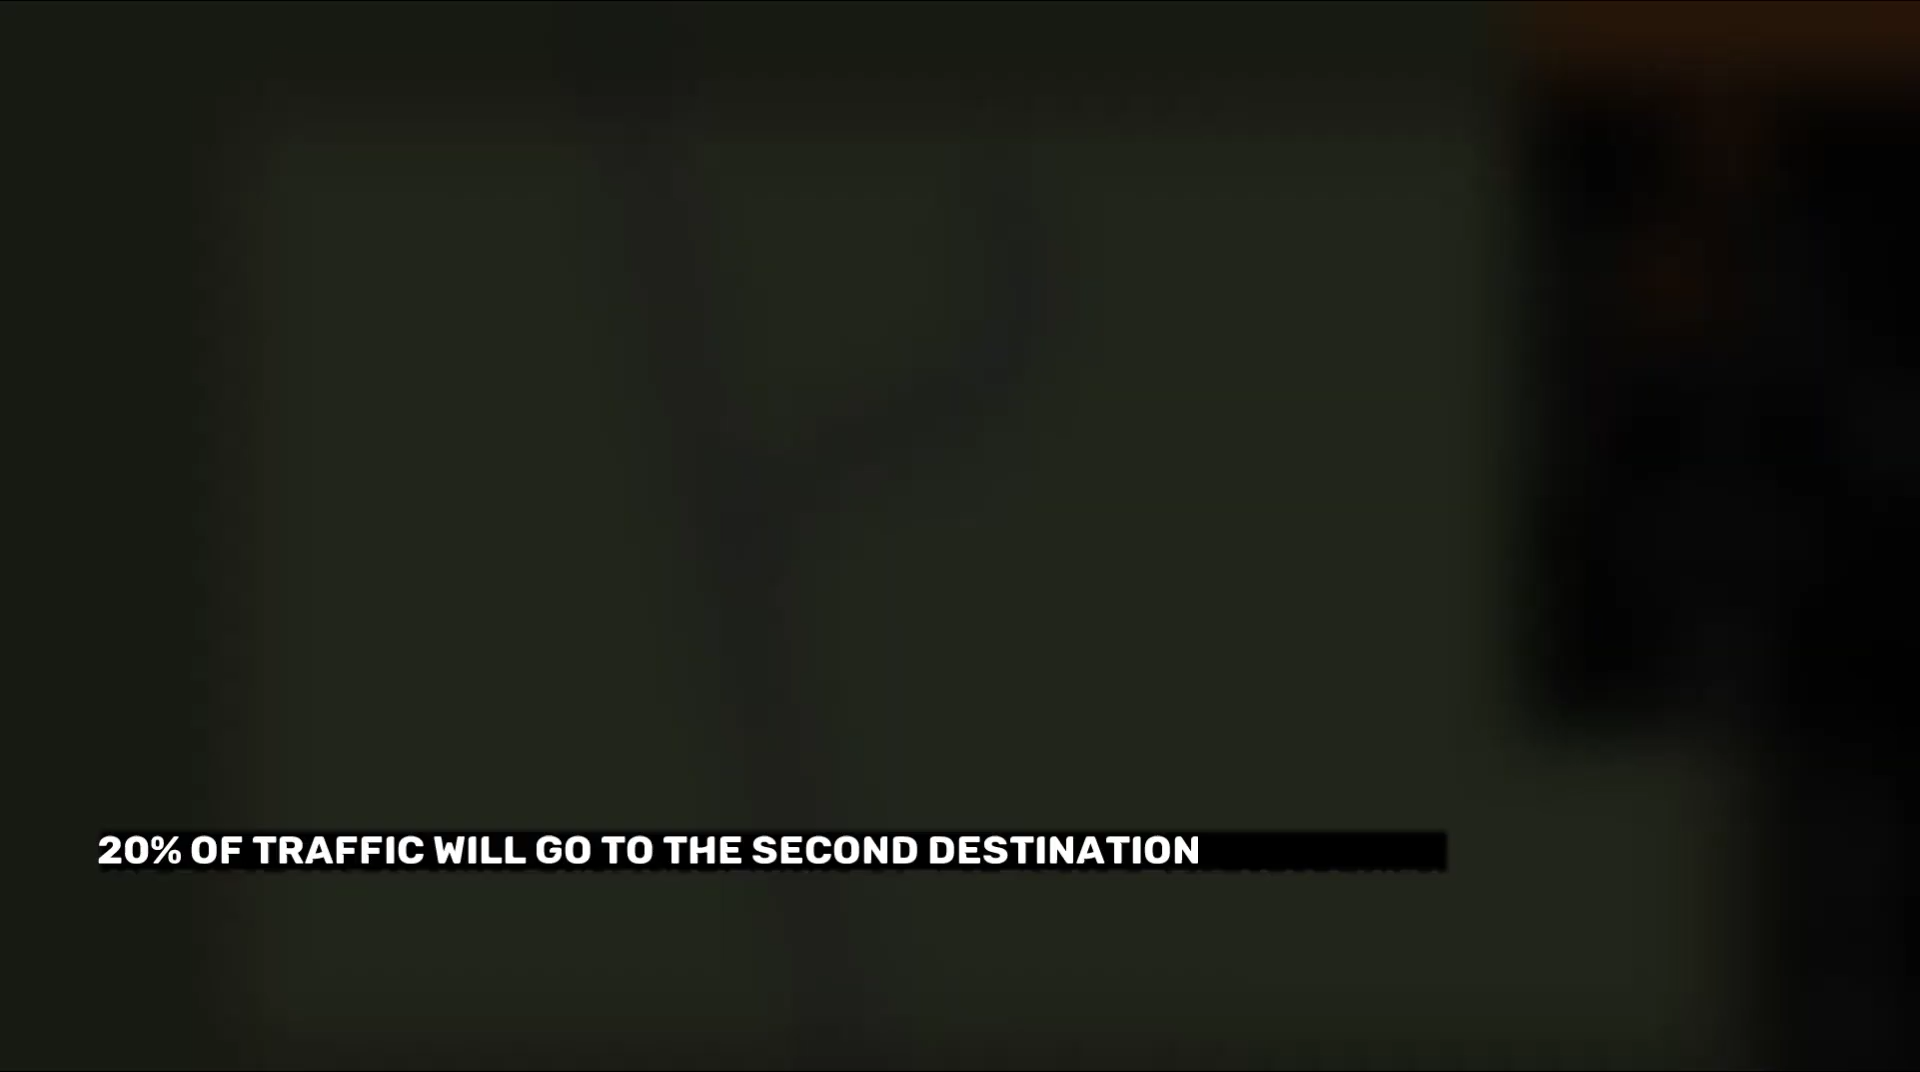 20% OF TRAFFIC WILL GO TO THE SECOND DESTINATION